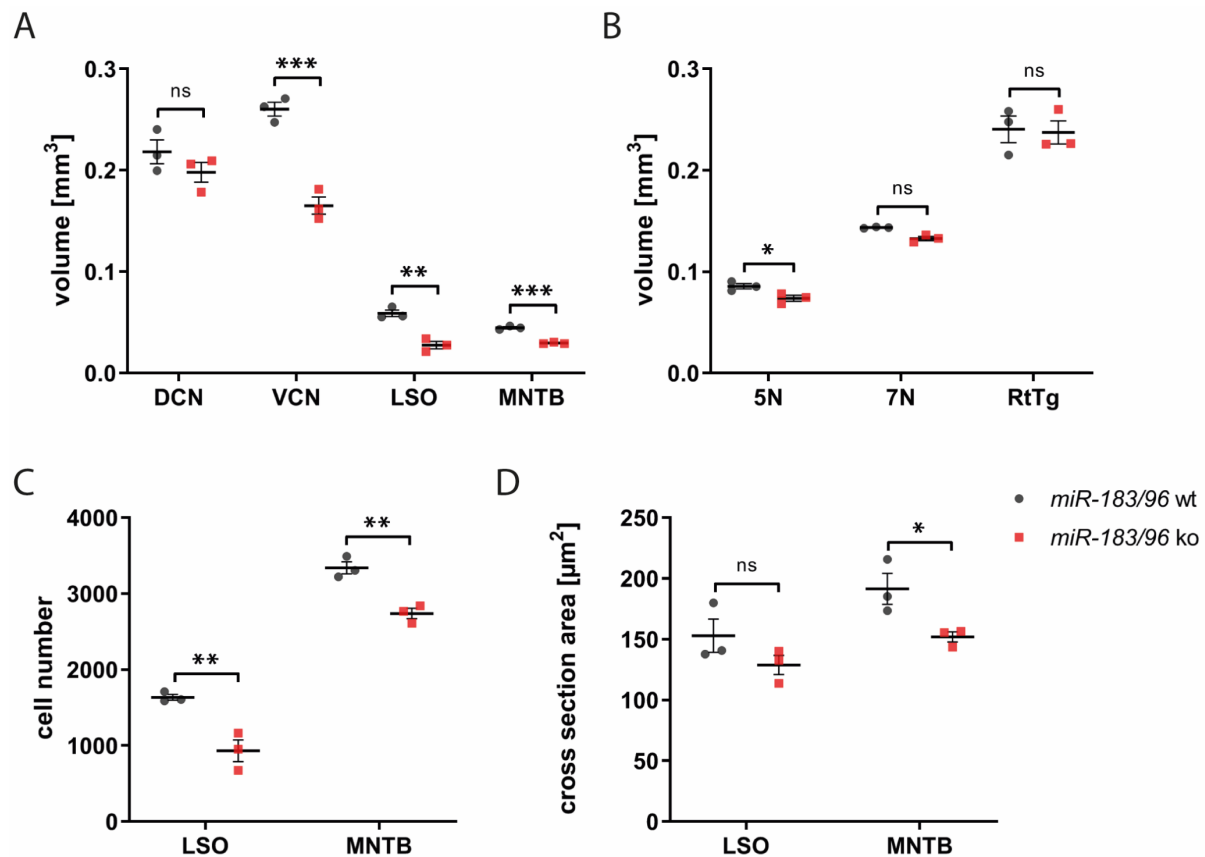 A
volume [mm³]
0.3
0.2
0.1
0.0
ns
***
**
***
DCN VCN LSO MNTB
B
volume [mm³]
0.3
0.2
0.1
0.0
*
ns
ns
5N 7N RtTg
C
cell number
4000
3000
2000
1000
0
**
**
LSO MNTB
D
cross section area [µm²]
250
200
150
100
50
0
ns
*
LSO MNTB
miR-183/96 wt
miR-183/96 ko